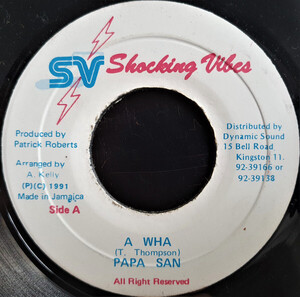 SV Shocking Vibes
Produced by
Patrick Roberts
Arranged by
A. Kelly
(P)(C) 1991
Made in Jamaica
Side A
Distributed by
Dynamic Sound
15 Bell Road
Kingston 11.
92-39166 or
92-39138
A WHA
(T. Thompson)
PAPA SAN
All Right Reserved